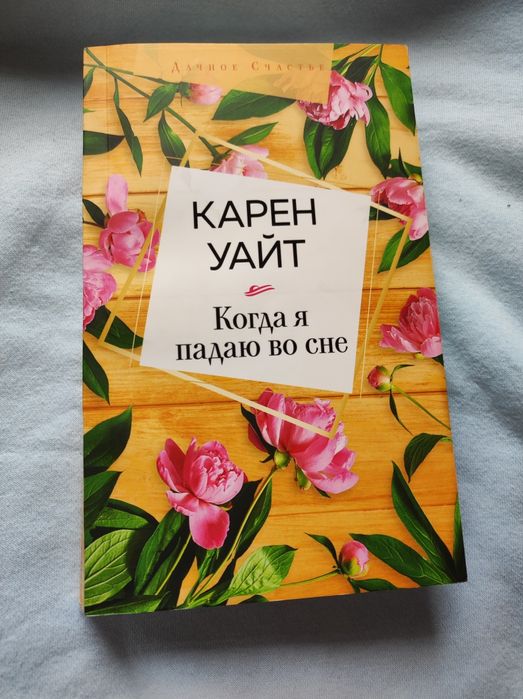 Дачное Счастье
КАРЕН
УАЙТ
Когда я
падаю во сне